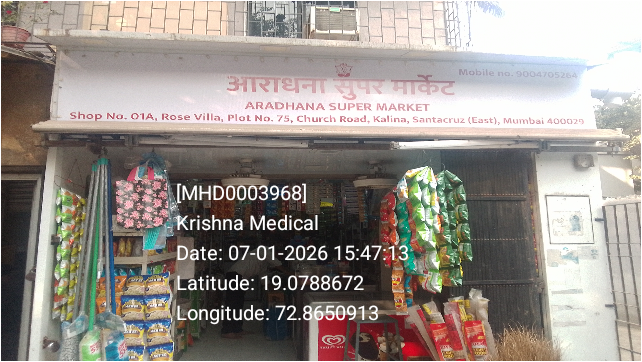 Mobile no. 9004705264
आराधना सुपर मार्केट
ARADHANA SUPER MARKET
Shop No. 01A, Rose Villa, Plot No. 75, Church Road, Kalina, Santacruz (East), Mumbai 400029
[MHD0003968]
Krishna Medical
Date: 07-01-2026 15:47:13
Latitude: 19.0788672
Longitude: 72.8650913